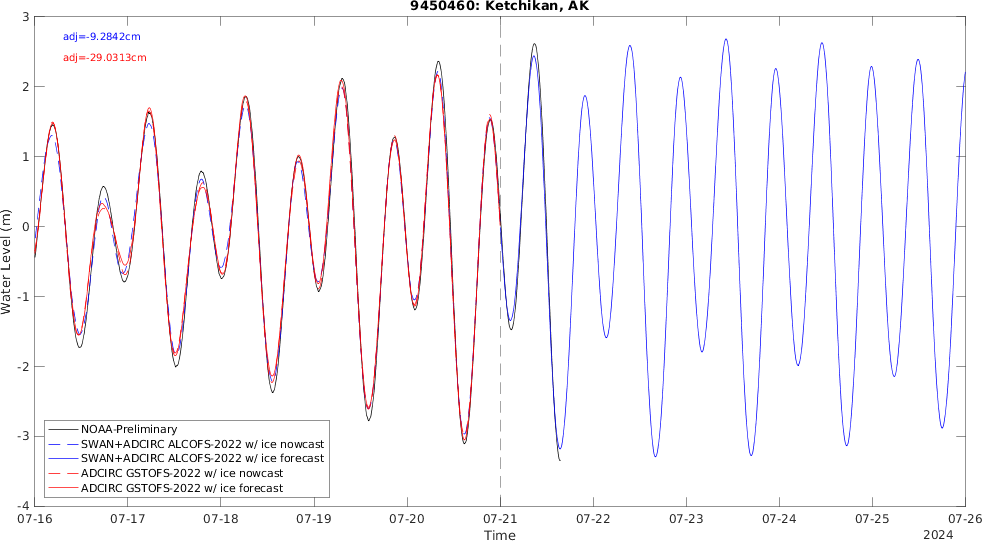 9450460: Ketchikan, AK
adj=-9.2842cm
adj=-29.0313cm
3
2
1
0
-1
-2
-3
-4
Water Level (m)
NOAA-Preliminary
SWAN+ADCIRC ALCOFS-2022 w/ ice nowcast
SWAN+ADCIRC ALCOFS-2022 w/ ice forecast
ADCIRC GSTOFS-2022 w/ ice nowcast
ADCIRC GSTOFS-2022 w/ ice forecast
07-16 07-17 07-18 07-19 07-20 07-21 07-22 07-23 07-24 07-25 07-26
Time
2024